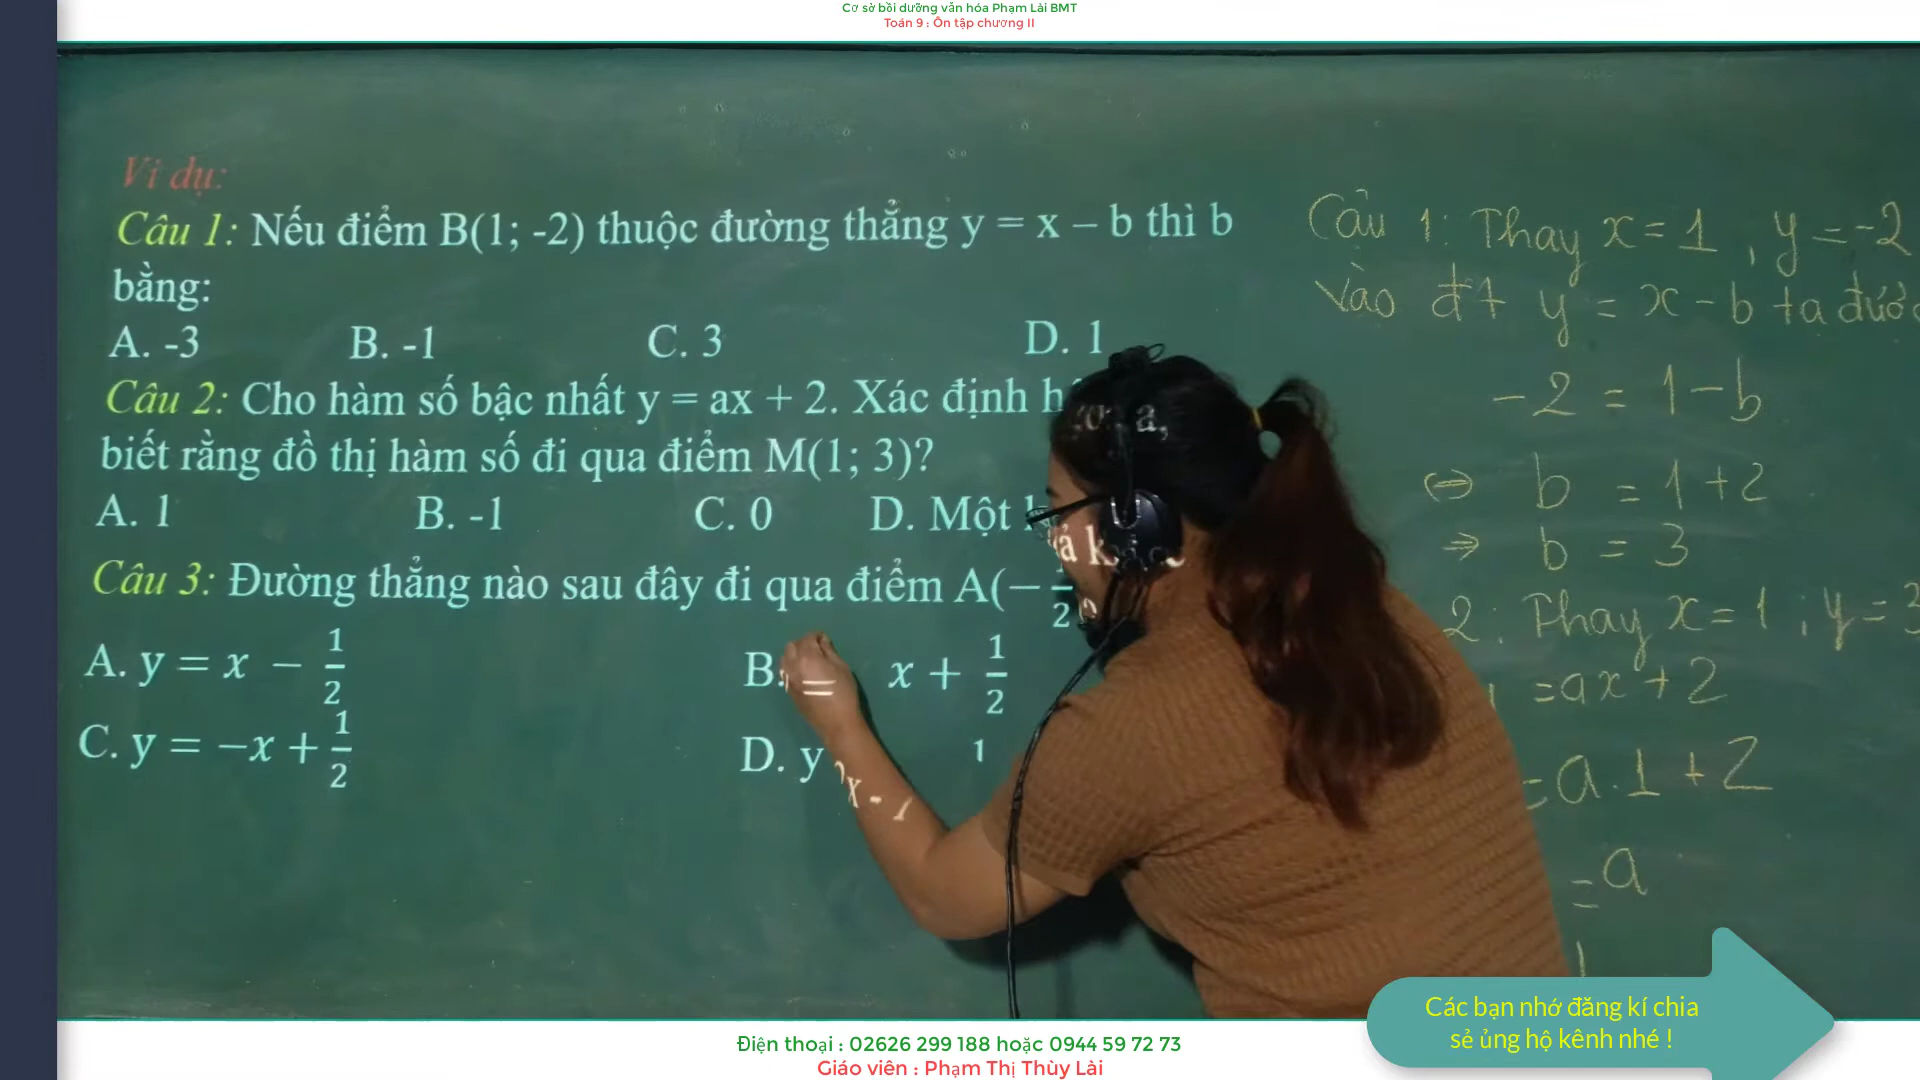 Cơ sở bồi dưỡng văn hóa Phạm Lài BMT
Toán 9 : Ôn tập chương II
Ví dụ:
Câu 1: Nếu điểm B(1; -2) thuộc đường thẳng y = x – b thì b
bằng:
A. -3 B. -1 C. 3 D. 1
Câu 2: Cho hàm số bậc nhất y = ax + 2. Xác định a,
biết rằng đồ thị hàm số đi qua điểm M(1; 3)?
A. 1 B. -1 C. 0 D. Một
Câu 3: Đường thẳng nào sau đây đi qua điểm A(−
A. y = x − 1/2 B. = x + 1/2
C. y = −x + 1/2 D. y
Câu 1: Thay x = 1 , y = -2
vào đt y = x - b ta được
-2 = 1 - b
⇔ b = 1 + 2
⇒ b = 3
2: Thay x = 1 ; y = 3
= ax + 2
= a.1 + 2
= a
Các bạn nhớ đăng kí chia
sẻ ủng hộ kênh nhé !
Điện thoại : 02626 299 188 hoặc 0944 59 72 73
Giáo viên : Phạm Thị Thùy Lài